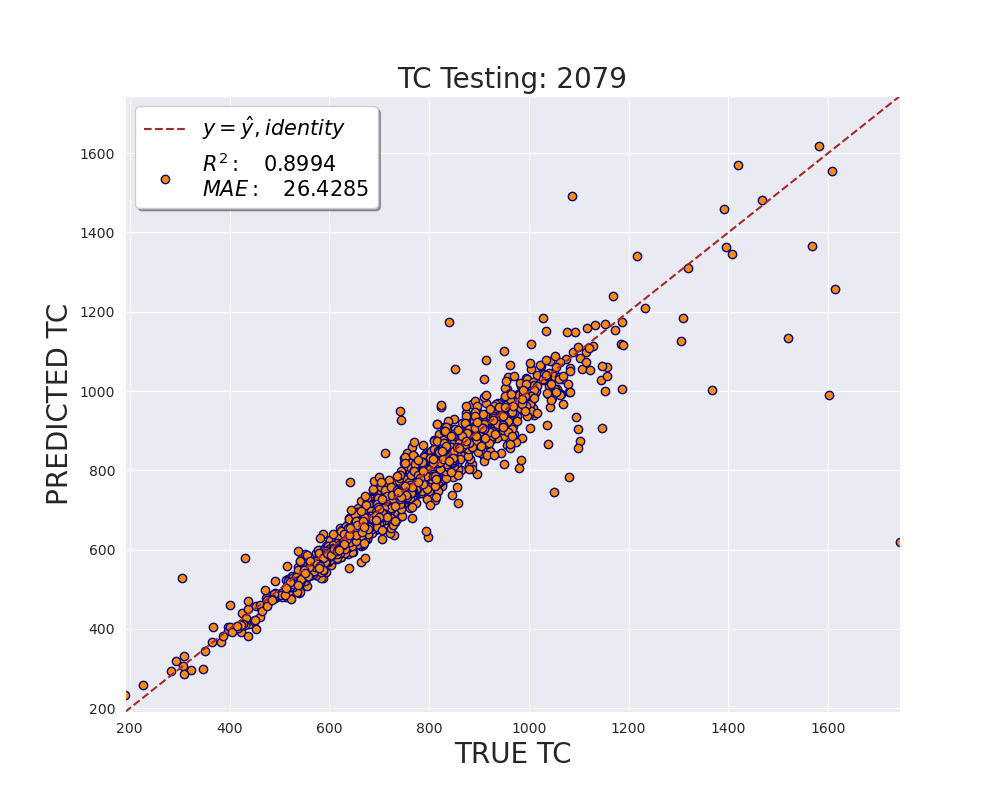 TC Testing: 2079
y = ŷ, identity
R²: 0.8994
MAE: 26.4285
PREDICTED TC
1600
1400
1200
1000
800
600
400
200
200 400 600 800 1000 1200 1400 1600
TRUE TC